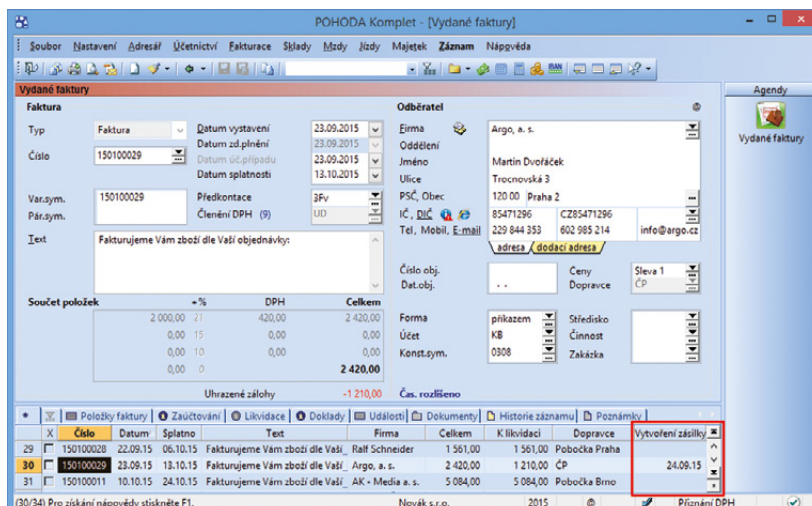 POHODA Komplet - [Vydané faktury]
Soubor Nastavení Adresář Účetnictví Fakturace Sklady Mzdy Jízdy Majetek Záznam Nápověda
Vydané faktury
Agendy
Vydané faktury
Faktura
Typ Faktura
Číslo 150100029
Var.sym. 150100029
Pár.sym.
Datum vystavení 23.09.2015
Datum zd.plnění 23.09.2015
Datum úč.případu 23.09.2015
Datum splatnosti 13.10.2015
Předkontace 3Fv
Členění DPH (9) UD
Text Fakturujeme Vám zboží dle Vaší objednávky:
Součet položek +% DPH Celkem
2 000,00 21 420,00 2 420,00
0,00 15 0,00 0,00
0,00 10 0,00 0,00
0,00 0 0,00
2 420,00
Uhrazené zálohy -1 210,00
Odběratel
Firma Argo, a. s.
Oddělení
Jméno Martin Dvořáček
Ulice Trocnovská 3
PSČ, Obec 120 00 Praha 2
IČ, DIČ 85471296 CZ85471296
Tel, Mobil, E-mail 229 844 353 602 985 214 info@argo.cz
adresa dodací adresa
Číslo obj. Ceny Sleva 1
Dat.obj. . . Dopravce ČP
Forma příkazem Středisko
Účet KB Činnost
Konst.sym. 0308 Zakázka
Čas. rozlišeno
* Položky faktury Zaúčtování Likvidace Doklady Události Dokumenty Historie záznamu Poznámky
X Číslo Datum Splatno Text Firma Celkem K likvidaci Dopravce Vytvoření zásilky
29 150100028 22.09.15 06.10.15 Fakturujeme Vám zboží dle Vaší_ Ralf Schneider 1 561,00 1 561,00 Pobočka Praha
30 150100029 23.09.15 13.10.15 Fakturujeme Vám zboží dle Vaší_ Argo, a. s. 2 420,00 1 210,00 ČP 24.09.15
31 150100011 10.10.15 24.10.15 Fakturujeme Vám zboží dle Vaší_ AK - Media a. s. 5 084,00 5 084,00 Pobočka Brno
(30/34) Pro získání nápovědy stiskněte F1. Novák s.r.o. 2015 @ Přiznání DPH